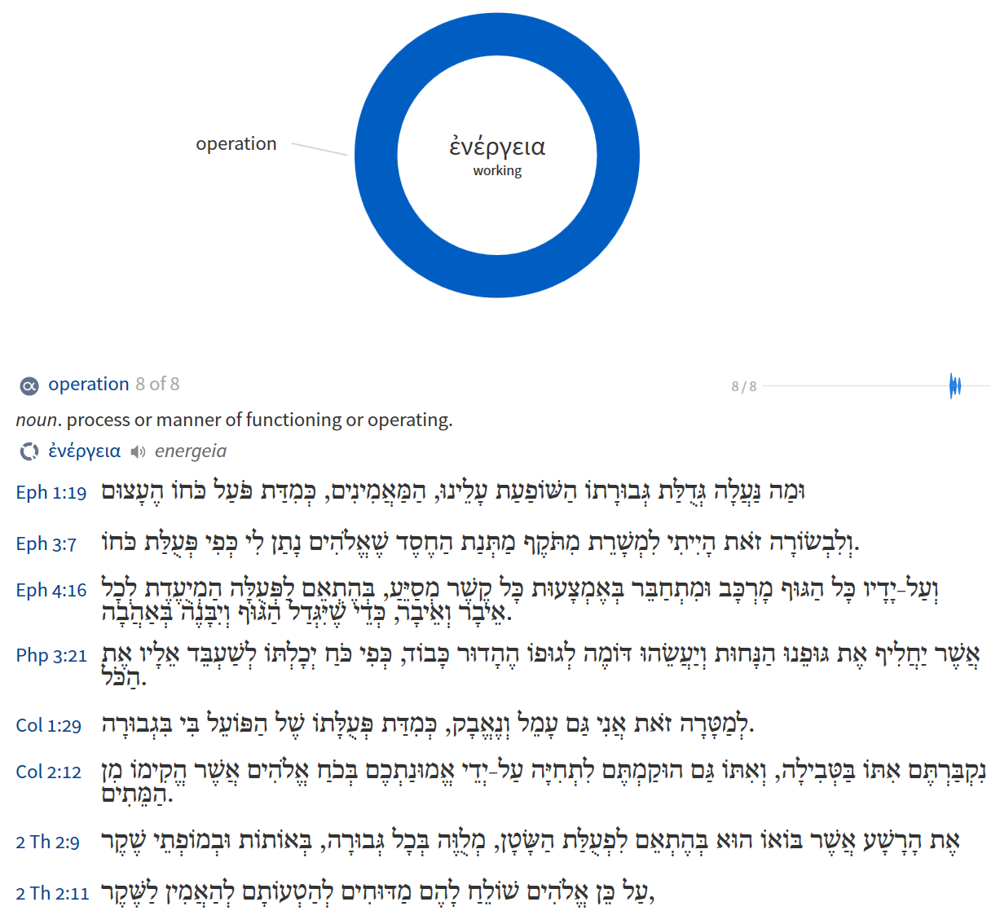 operation
ἐνέργεια
working
operation 8 of 8
8 / 8
noun. process or manner of functioning or operating.
ἐνέργεια energeia
Eph 1:19 וּמַה נַּעֲלָה גְּדֻלַּת גְּבוּרָתוֹ הַשּׁוֹפַעַת עָלֵינוּ, הַמַּאֲמִינִים, כְּמִדַּת פֹּעַל כֹּחוֹ הֶעָצוּם
Eph 3:7 וְלִבְשׂוֹרָה זֹאת הָיִיתִי לִמְשָׁרֵת מִתֹּקֶף מַתְּנַת הַחֶסֶד שֶׁאֱלֹהִים נָתַן לִי כְּפִי פְּעֻלַּת כֹּחוֹ.
Eph 4:16 וְעַל–יָדָיו כָּל הַגּוּף מֻרְכָּב וּמִתְחַבֵּר בְּאֶמְצָעוּת כָּל קֶשֶׁר מְסַיֵּעַ, בְּהֶתְאֵם לַפְּעֻלָּה הַמְיֻעֶדֶת לְכָל
אֵיבָר וְאֵיבָר, כְּדֵי שֶׁיִּגְדַּל הַגּוּף וְיִבָּנֶה בְּאַהֲבָה.
Php 3:21 אֲשֶׁר יַחֲלִיף אֶת גּוּפֵנוּ הַנָּחוּת וְיַעֲשֵׂהוּ דּוֹמֶה לְגוּפוֹ הֶהָדוּר כָּבוֹד, כְּפִי כֹּחַ יְכָלְתּוֹ לְשַׁעְבֵּד אֵלָיו אֶת
הַכֹּל.
Col 1:29 לְמַטָּרָה זֹאת אֲנִי גַּם עָמֵל וְנֶאֱבָק, כְּמִדַּת פְּעֻלָּתוֹ שֶׁל הַפּוֹעֵל בִּי בִּגְבוּרָה.
Col 2:12 נִקְבַּרְתֶּם אִתּוֹ בַּטְּבִילָה, וְאִתּוֹ גַּם הוּקַמְתֶּם לִתְחִיָּה עַל–יְדֵי אֱמוּנַתְכֶם בְּכֹחַ אֱלֹהִים אֲשֶׁר הֱקִימוֹ מִן
הַמֵּתִים.
2 Th 2:9 אֶת הָרָשָׁע אֲשֶׁר בּוֹאוֹ הוּא בְּהֶתְאֵם לִפְעֻלַּת הַשָּׂטָן, מְלֻוֶּה בְּכָל גְּבוּרָה, בְּאוֹתוֹת וּבְמוֹפְתֵי שֶׁקֶר
2 Th 2:11 עַל כֵּן אֱלֹהִים שׁוֹלֵחַ לָהֶם מַדּוּחִים לְהַטְעוֹתָם לְהַאֲמִין לַשֶּׁקֶר,